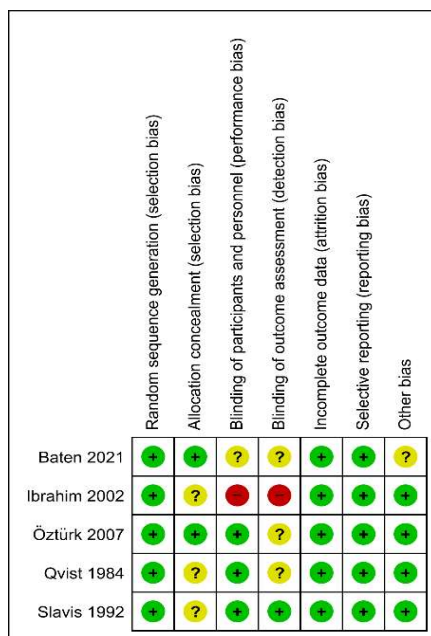 Random sequence generation (selection bias)
Allocation concealment (selection bias)
Blinding of participants and personnel (performance bias)
Blinding of outcome assessment (detection bias)
Incomplete outcome data (attrition bias)
Selective reporting (reporting bias)
Other bias
Baten 2021 + + ? ? + + ?
Ibrahim 2002 + ? - - + + +
Öztürk 2007 + + + ? + + +
Qvist 1984 + ? + ? + + +
Slavis 1992 + ? + + + + +